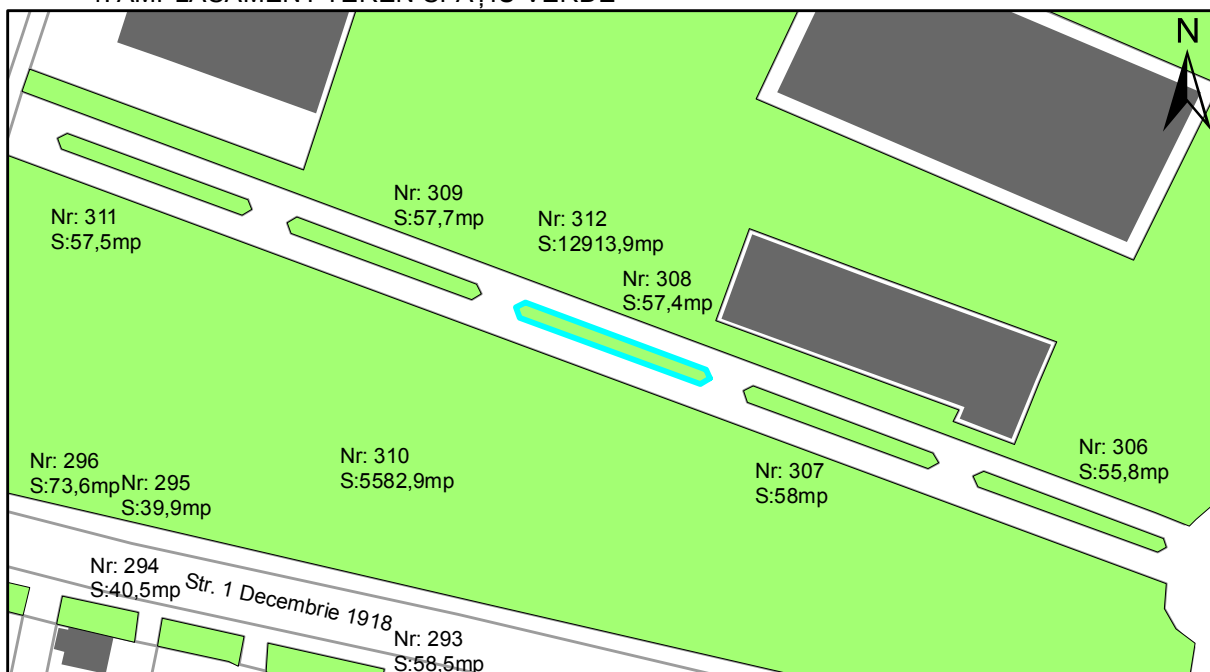 N
Nr: 309
S:57,7mp
Nr: 311
S:57,5mp
Nr: 312
S:12913,9mp
Nr: 308
S:57,4mp
Nr: 306
S:55,8mp
Nr: 307
S:58mp
Nr: 310
S:5582,9mp
Nr: 296
S:73,6mp
Nr: 295
S:39,9mp
Nr: 294
S:40,5mp
Str. 1 Decembrie 1918
Nr: 293
S:58,5mp